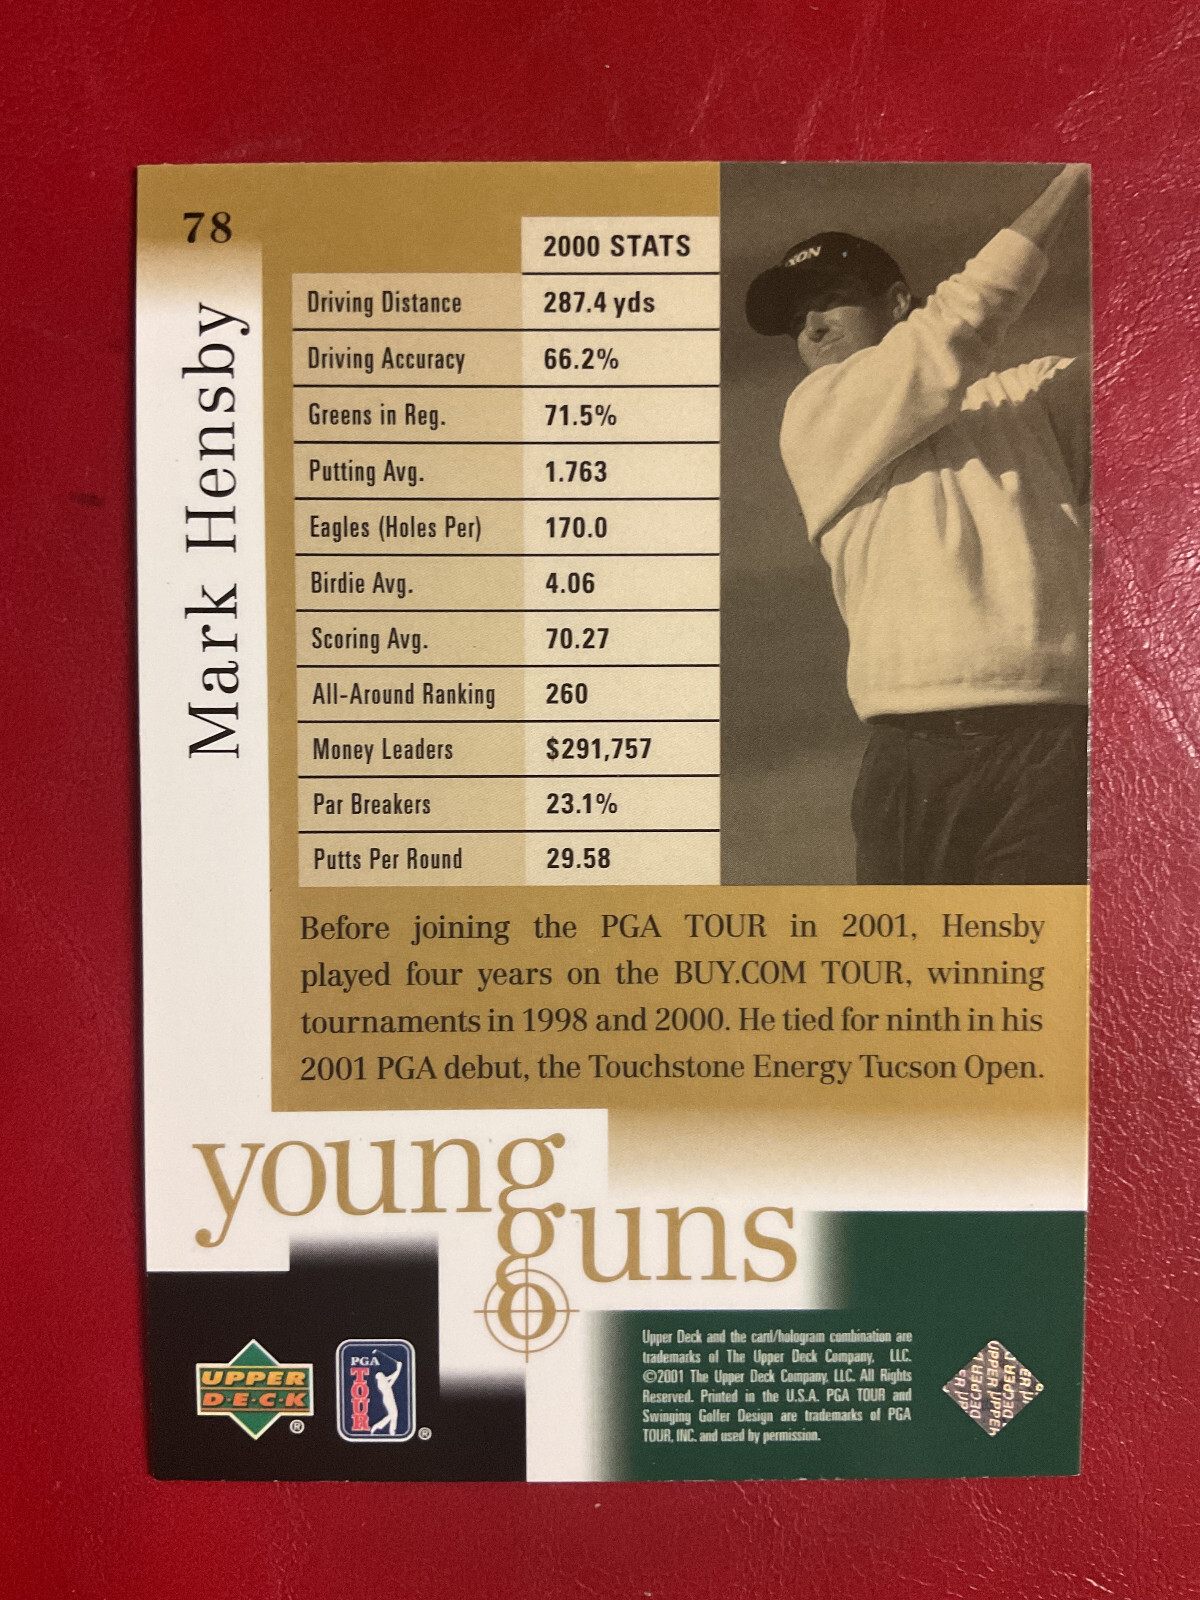 78
Mark Hensby
2000 STATS
Driving Distance 287.4 yds
Driving Accuracy 66.2%
Greens in Reg. 71.5%
Putting Avg. 1.763
Eagles (Holes Per) 170.0
Birdie Avg. 4.06
Scoring Avg. 70.27
All-Around Ranking 260
Money Leaders $291,757
Par Breakers 23.1%
Putts Per Round 29.58
Before joining the PGA TOUR in 2001, Hensby
played four years on the BUY.COM TOUR, winning
tournaments in 1998 and 2000. He tied for ninth in his
2001 PGA debut, the Touchstone Energy Tucson Open.
young
guns
UPPER
DECK
®
PGA
TOUR
®
Upper Deck and the card/hologram combination are
trademarks of The Upper Deck Company, LLC.
©2001 The Upper Deck Company, LLC. All Rights
Reserved. Printed in the U.S.A. PGA TOUR and
Swinging Golfer Design are trademarks of PGA
TOUR, INC. and used by permission.